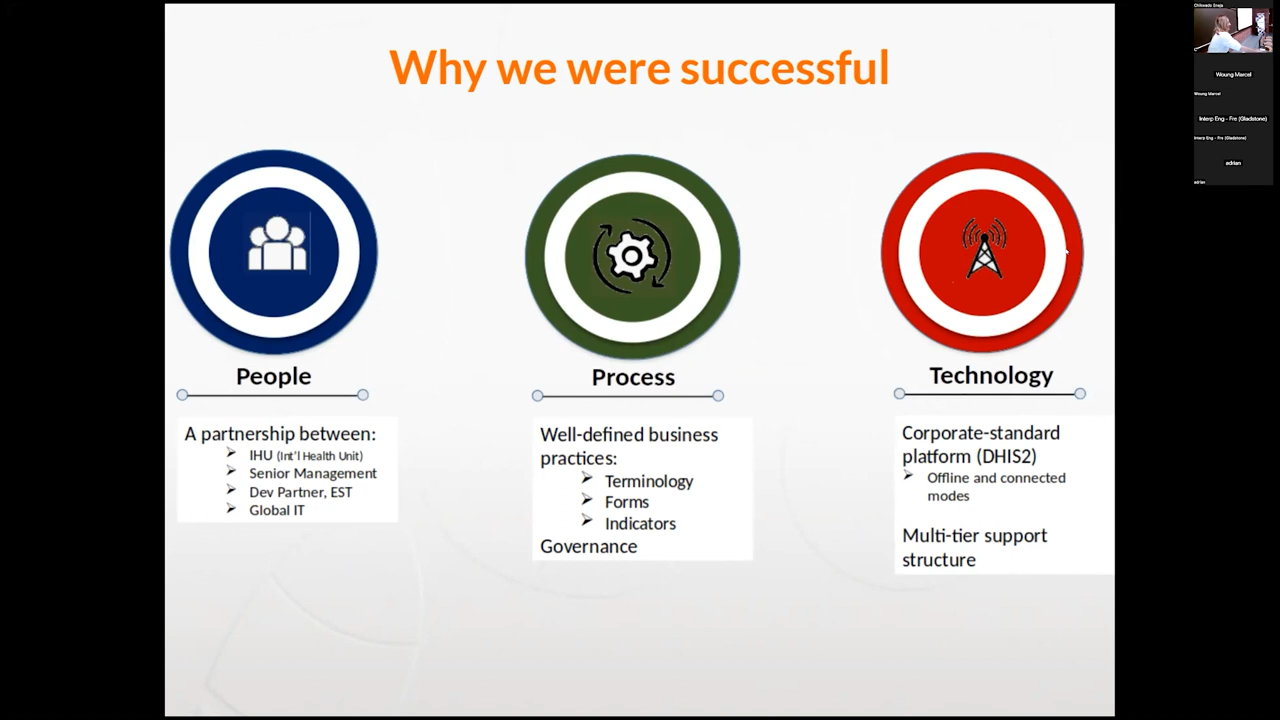 Why we were successful
People
A partnership between:
IHU (Int'l Health Unit)
Senior Management
Dev Partner, EST
Global IT
Process
Well-defined business
practices:
Terminology
Forms
Indicators
Governance
Technology
Corporate-standard
platform (DHIS2)
Offline and connected
modes
Multi-tier support
structure
Woung Marcel
Woung Marcel
Interp Eng - Fre (Gladstone)
Interp Eng - Fre (Gladstone)
adrian
adrian